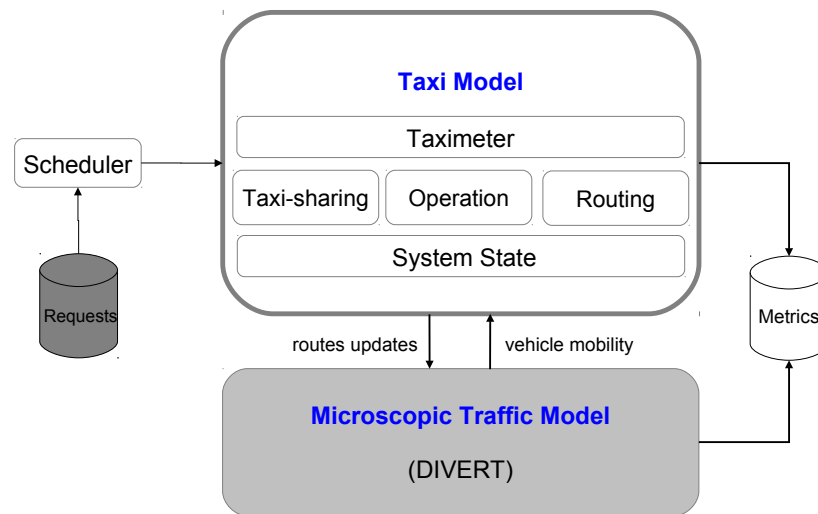 Taxi Model
Taximeter
Scheduler
Taxi-sharing
Operation
Routing
System State
Requests
Metrics
routes updates
vehicle mobility
Microscopic Traffic Model
(DIVERT)